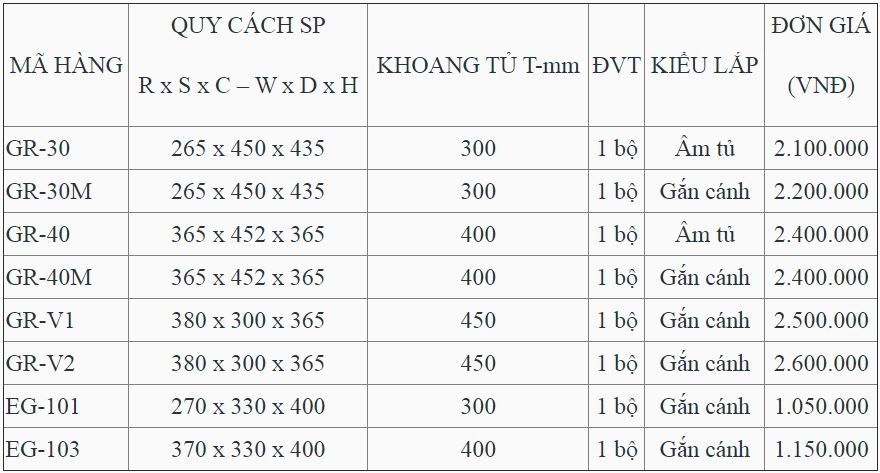 MÃ HÀNG | QUY CÁCH SP R x S x C – W x D x H | KHOANG TỦ T-mm | ĐVT | KIỂU LẮP | ĐƠN GIÁ (VNĐ)
GR-30 | 265 x 450 x 435 | 300 | 1 bộ | Âm tủ | 2.100.000
GR-30M | 265 x 450 x 435 | 300 | 1 bộ | Gắn cánh | 2.200.000
GR-40 | 365 x 452 x 365 | 400 | 1 bộ | Âm tủ | 2.400.000
GR-40M | 365 x 452 x 365 | 400 | 1 bộ | Gắn cánh | 2.400.000
GR-V1 | 380 x 300 x 365 | 450 | 1 bộ | Gắn cánh | 2.500.000
GR-V2 | 380 x 300 x 365 | 450 | 1 bộ | Gắn cánh | 2.600.000
EG-101 | 270 x 330 x 400 | 300 | 1 bộ | Gắn cánh | 1.050.000
EG-103 | 370 x 330 x 400 | 400 | 1 bộ | Gắn cánh | 1.150.000